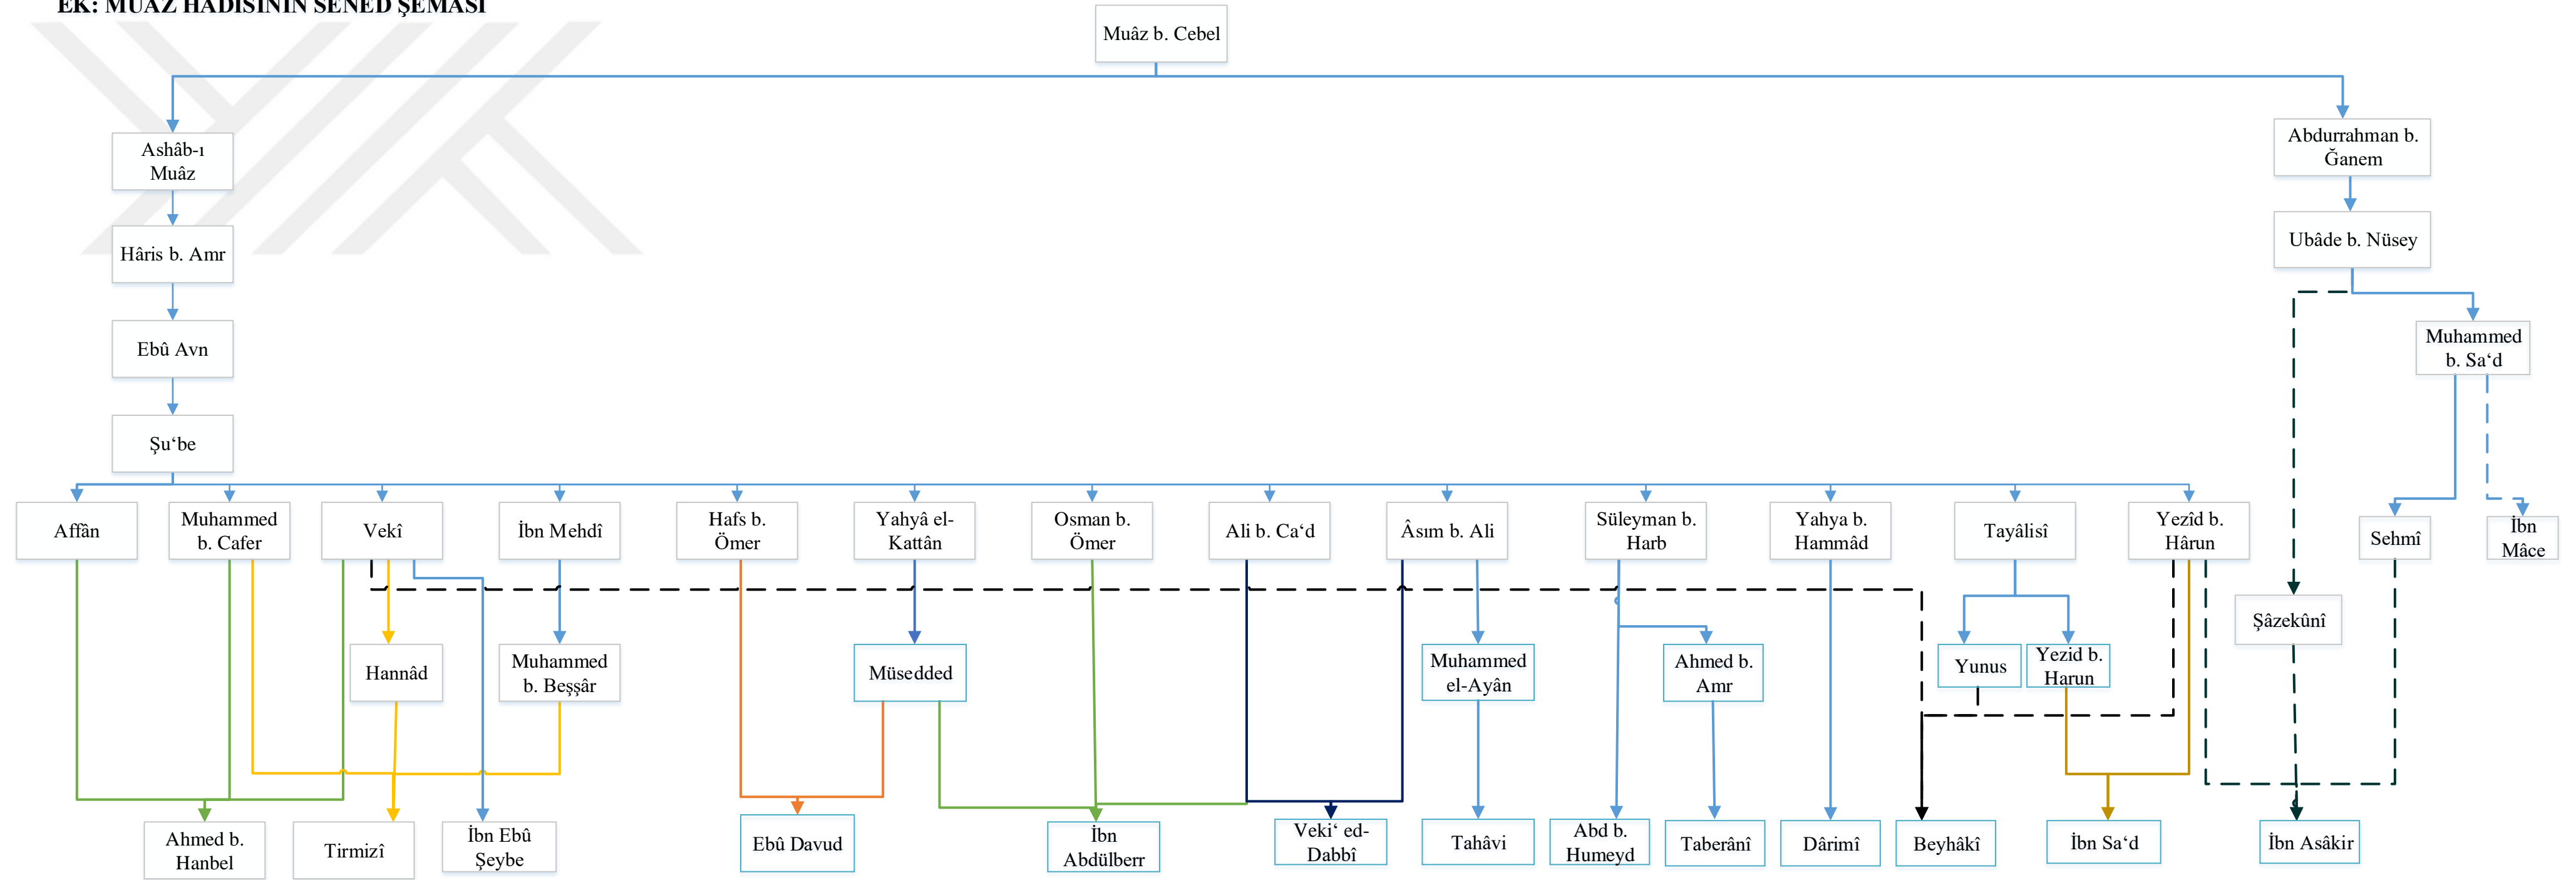 EK: MUÂZ HADİSİNİN SENED ŞEMASI
Muâz b. Cebel
Ashâb-ı
Muâz
Abdurrahman b.
Ğanem
Hâris b. Amr
Ubâde b. Nüsey
Ebû Avn
Muhammed
b. Sa‘d
Şu‘be
Affân
Muhammed
b. Cafer
Vekî
İbn Mehdî
Hafs b.
Ömer
Yahyâ el-
Kattân
Osman b.
Ömer
Ali b. Ca‘d
Âsım b. Ali
Süleyman b.
Harb
Yahya b.
Hammâd
Tayâlisî
Yezîd b.
Hârun
Sehmî
İbn
Mâce
Şâzekûnî
Hannâd
Muhammed
b. Beşşâr
Müsedded
Muhammed
el-Ayân
Ahmed b.
Amr
Yunus
Yezid b.
Harun
Ahmed b.
Hanbel
Tirmizî
İbn Ebû
Şeybe
Ebû Davud
İbn
Abdülberr
Veki‘ ed-
Dabbî
Tahâvi
Abd b.
Humeyd
Taberânî
Dârimî
Beyhâkî
İbn Sa‘d
İbn Asâkir